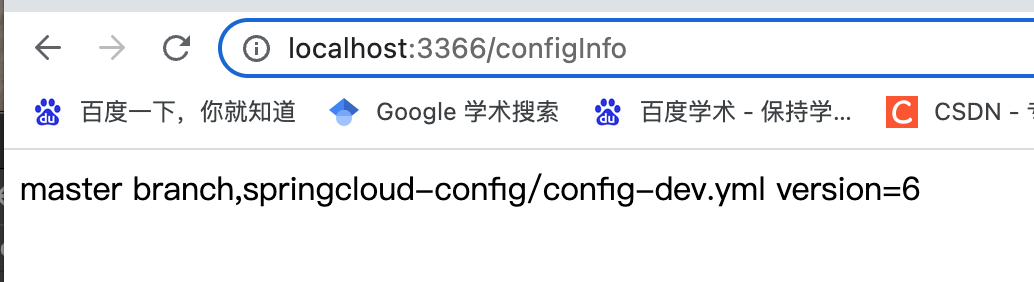 localhost:3366/configInfo
百度一下，你就知道 Google 学术搜索 百度学术 - 保持学... CSDN -
master branch,springcloud-config/config-dev.yml version=6